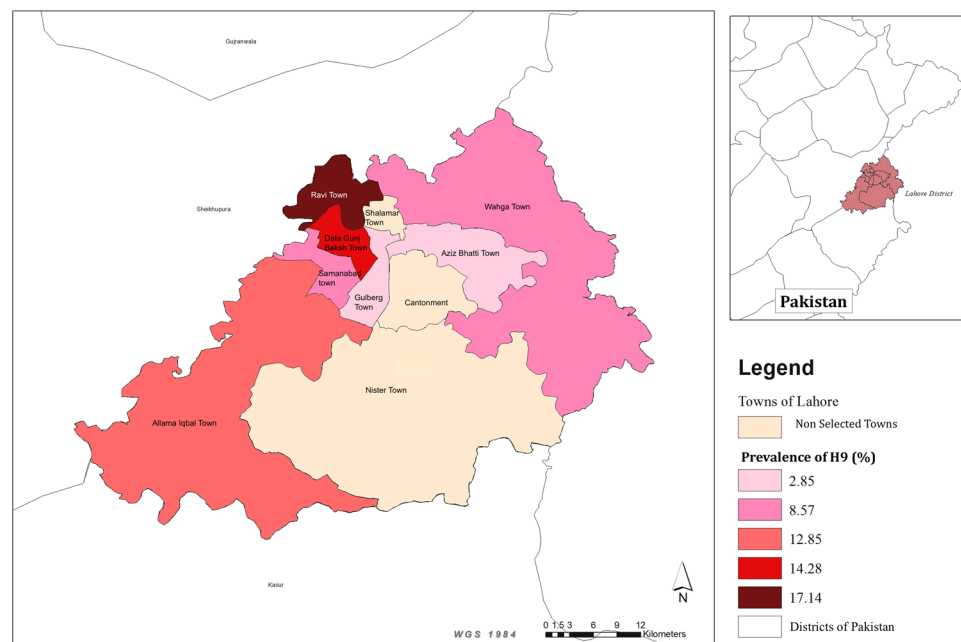 Gujranwala
Sheikhupura
Ravi Town
Shalamar
Town
Wahga Town
Data Gunj
Baksh Town
Aziz Bhatti Town
Samanabad
town
Gulberg
Town
Cantonment
Nister Town
Allama Iqbal Town
Kasur
N
WGS 1984
0 1.5 3 6 9 12
Kilometers
Lahore District
Pakistan
Legend
Towns of Lahore
Non Selected Towns
Prevalence of H9 (%)
2.85
8.57
12.85
14.28
17.14
Districts of Pakistan